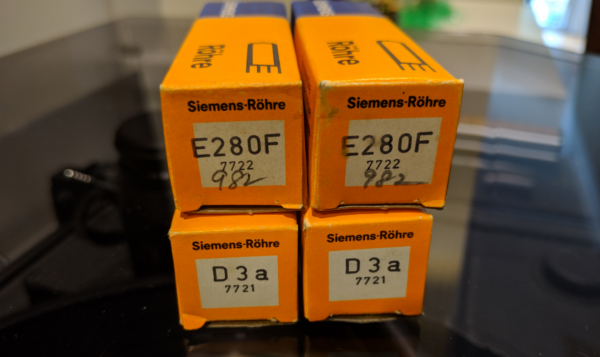 Röhre
Röhre
Siemens-Röhre
E280F
7722
982
Siemens-Röhre
E280F
7722
982
Siemens-Röhre
D3a
7721
Siemens-Röhre
D3a
7721